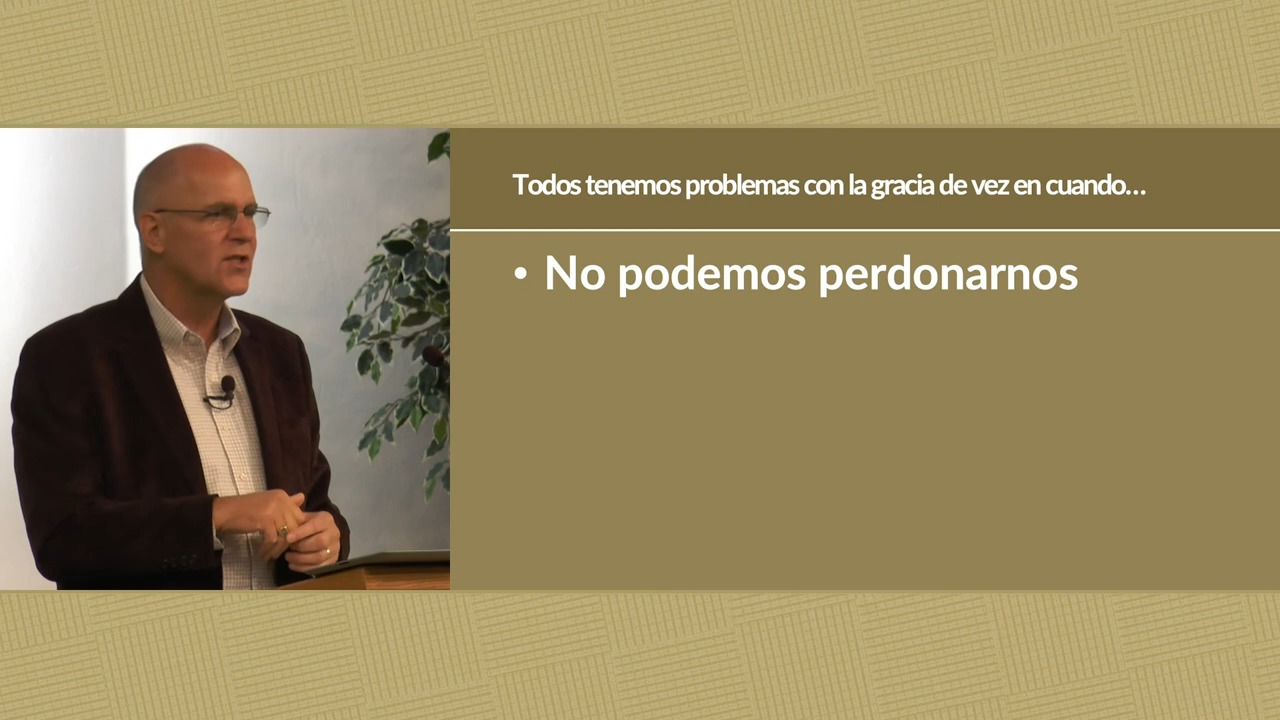 Todos tenemos problemas con la gracia de vez en cuando…
• No podemos perdonarnos